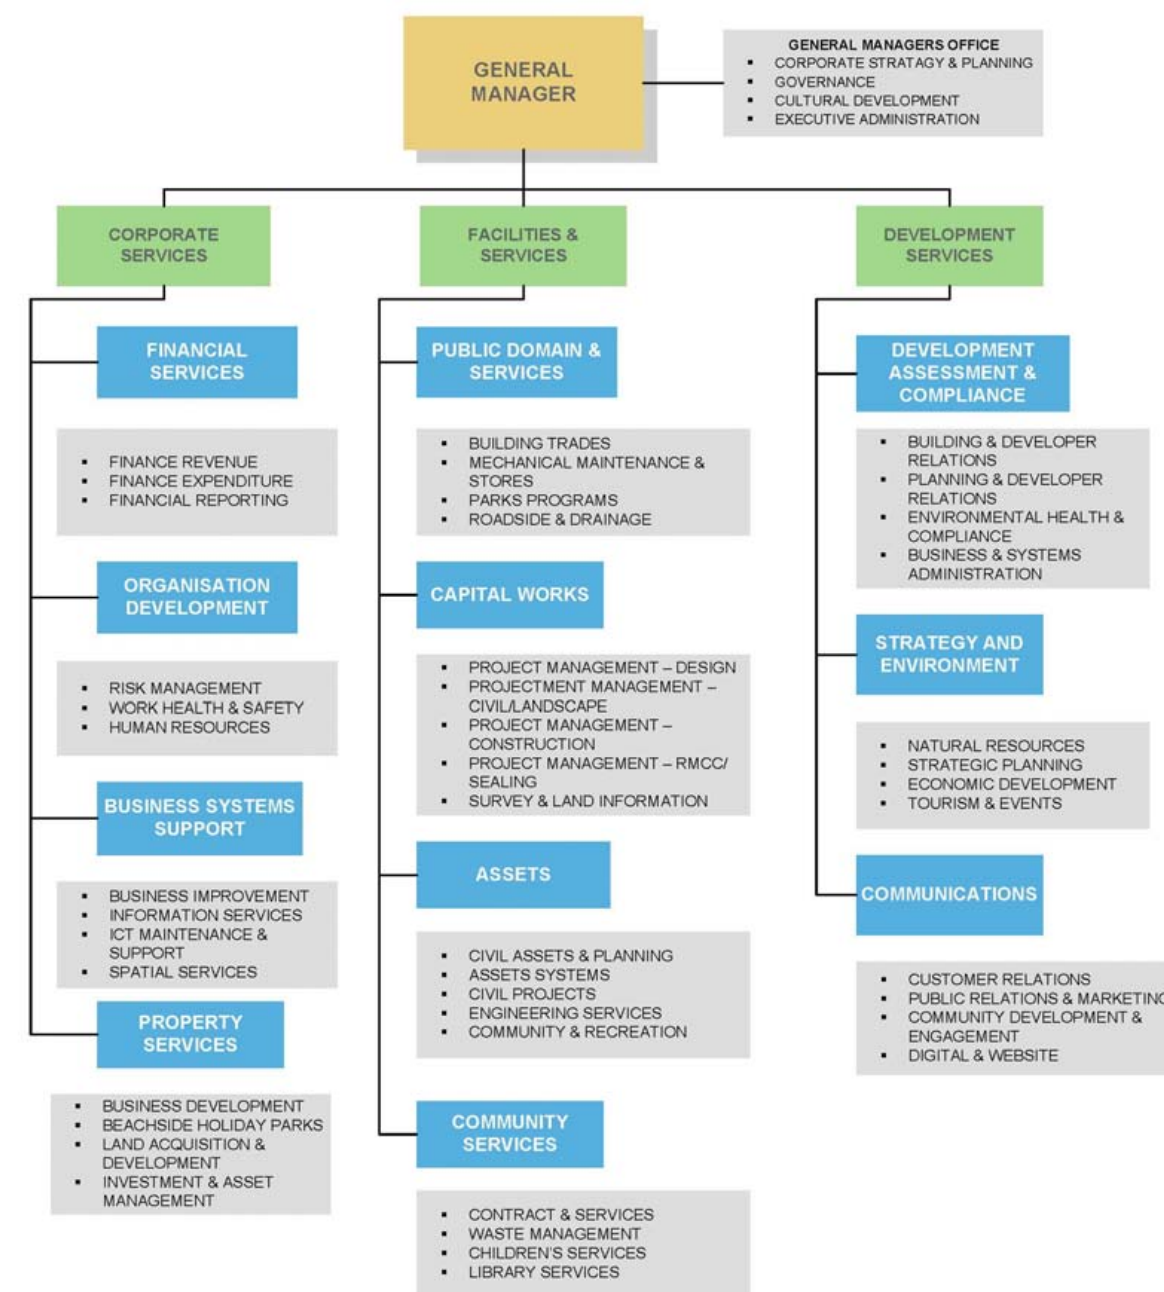 GENERAL
MANAGER
GENERAL MANAGERS OFFICE
▪ CORPORATE STRATAGY & PLANNING
▪ GOVERNANCE
▪ CULTURAL DEVELOPMENT
▪ EXECUTIVE ADMINISTRATION
CORPORATE
SERVICES
FINANCIAL
SERVICES
▪ FINANCE REVENUE
▪ FINANCE EXPENDITURE
▪ FINANCIAL REPORTING
ORGANISATION
DEVELOPMENT
▪ RISK MANAGEMENT
▪ WORK HEALTH & SAFETY
▪ HUMAN RESOURCES
BUSINESS SYSTEMS
SUPPORT
▪ BUSINESS IMPROVEMENT
▪ INFORMATION SERVICES
▪ ICT MAINTENANCE &
SUPPORT
▪ SPATIAL SERVICES
PROPERTY
SERVICES
▪ BUSINESS DEVELOPMENT
▪ BEACHSIDE HOLIDAY PARKS
▪ LAND ACQUISITION &
DEVELOPMENT
▪ INVESTMENT & ASSET
MANAGEMENT
FACILITIES &
SERVICES
PUBLIC DOMAIN &
SERVICES
▪ BUILDING TRADES
▪ MECHANICAL MAINTENANCE &
STORES
▪ PARKS PROGRAMS
▪ ROADSIDE & DRAINAGE
CAPITAL WORKS
▪ PROJECT MANAGEMENT – DESIGN
▪ PROJECTMENT MANAGEMENT –
CIVIL/LANDSCAPE
▪ PROJECT MANAGEMENT –
CONSTRUCTION
▪ PROJECT MANAGEMENT – RMCC/
SEALING
▪ SURVEY & LAND INFORMATION
ASSETS
▪ CIVIL ASSETS & PLANNING
▪ ASSETS SYSTEMS
▪ CIVIL PROJECTS
▪ ENGINEERING SERVICES
▪ COMMUNITY & RECREATION
COMMUNITY
SERVICES
▪ CONTRACT & SERVICES
▪ WASTE MANAGEMENT
▪ CHILDREN'S SERVICES
▪ LIBRARY SERVICES
DEVELOPMENT
SERVICES
DEVELOPMENT
ASSESSMENT &
COMPLIANCE
▪ BUILDING & DEVELOPER
RELATIONS
▪ PLANNING & DEVELOPER
RELATIONS
▪ ENVIRONMENTAL HEALTH &
COMPLIANCE
▪ BUSINESS & SYSTEMS
ADMINISTRATION
STRATEGY AND
ENVIRONMENT
▪ NATURAL RESOURCES
▪ STRATEGIC PLANNING
▪ ECONOMIC DEVELOPMENT
▪ TOURISM & EVENTS
COMMUNICATIONS
▪ CUSTOMER RELATIONS
▪ PUBLIC RELATIONS & MARKETING
▪ COMMUNITY DEVELOPMENT &
ENGAGEMENT
▪ DIGITAL & WEBSITE